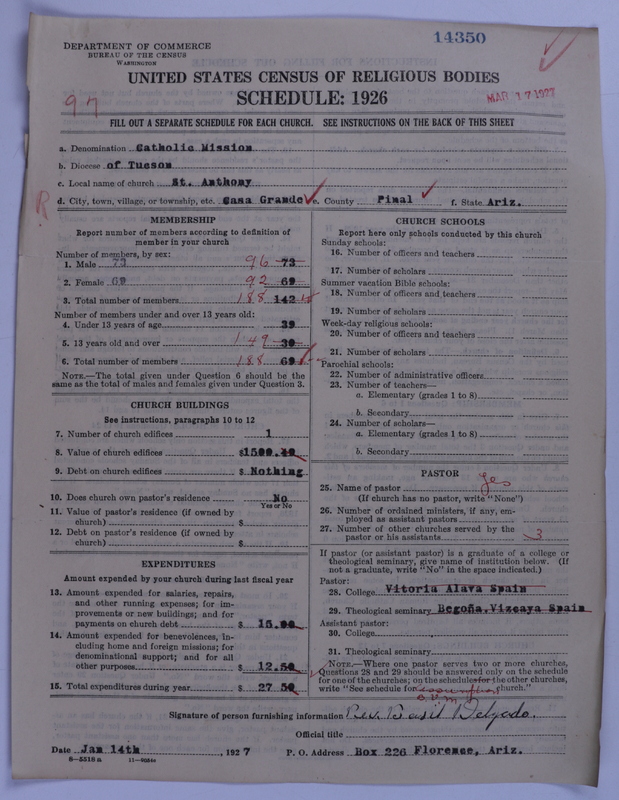 14350
DEPARTMENT OF COMMERCE
BUREAU OF THE CENSUS
WASHINGTON
UNITED STATES CENSUS OF RELIGIOUS BODIES
SCHEDULE: 1926
97
MAR 17 1927
FILL OUT A SEPARATE SCHEDULE FOR EACH CHURCH. SEE INSTRUCTIONS ON THE BACK OF THIS SHEET
a. Denomination Catholic Mission
b. Diocese of Tucson
c. Local name of church St. Anthony
R d. City, town, village, or township, etc. Casa Grande e. County Pinal f. State Ariz.
MEMBERSHIP
Report number of members according to definition of
member in your church
Number of members, by sex:
1. Male 73 96 73
2. Female 69 92 69
3. Total number of members 188 142
Number of members under and over 13 years old:
4. Under 13 years of age 39
5. 13 years old and over 149 30
6. Total number of members 188 69
NOTE.—The total given under Question 6 should be the
same as the total of males and females given under Question 3.
CHURCH BUILDINGS
See instructions, paragraphs 10 to 12
7. Number of church edifices 1
8. Value of church edifices $
9. Debt on church edifices $ Nothing
10. Does church own pastor's residence No
Yes or No
11. Value of pastor's residence (if owned by
church) $
12. Debt on pastor's residence (if owned by
church) $
EXPENDITURES
Amount expended by your church during last fiscal year
13. Amount expended for salaries, repairs,
and other running expenses; for im-
provements or new buildings; and for
payments on church debt $ 15.00
14. Amount expended for benevolences, in-
cluding home and foreign missions; for
denominational support; and for all
other purposes $ 12.50
15. Total expenditures during year $ 27 50
CHURCH SCHOOLS
Report here only schools conducted by this church
Sunday schools:
16. Number of officers and teachers
17. Number of scholars
Summer vacation Bible schools:
18. Number of officers and teachers
19. Number of scholars
Week-day religious schools:
20. Number of officers and teachers
21. Number of scholars
Parochial schools:
22. Number of administrative officers
23. Number of teachers—
a. Elementary (grades 1 to 8)
b. Secondary
24. Number of scholars—
a. Elementary (grades 1 to 8)
b. Secondary
PASTOR
25. Name of pastor yes
(If church has no pastor, write "None")
26. Number of ordained ministers, if any, em-
ployed as assistant pastors
27. Number of other churches served by the
pastor or his assistants 3
If pastor (or assistant pastor) is a graduate of a college or
theological seminary, give name of institution below. (If
not a graduate, write "No" in the space indicated.)
Pastor:
28. College Vitoria Alava Spain
29. Theological seminary Begoña. Vizcaya Spain
Assistant pastor:
30. College
31. Theological seminary
NOTE.—Where one pastor serves two or more churches,
Questions 28 and 29 should be answered only on the schedule
for one of the churches; on the schedules for the other churches,
write "See schedule for church."
Signature of person furnishing information Rev. Basil Delgado.
Official title
Date Jan 14th, 1927 P. O. Address Box 226 Florence, Ariz.
8—5518 a 11—90844